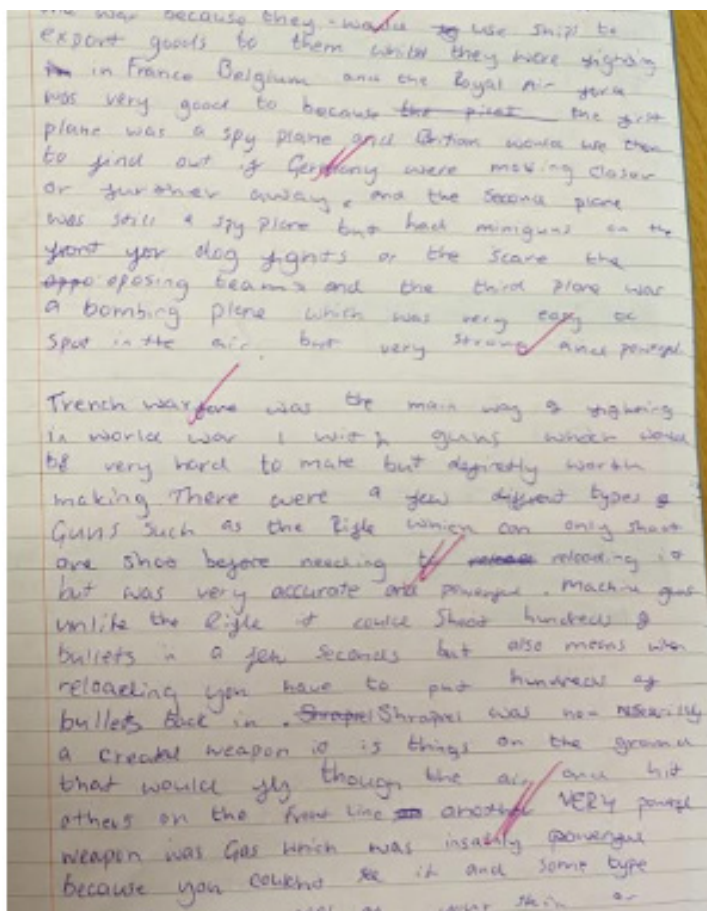 the war because they would use ships to
export goods to them whilst they were fighting
in France Belgium and the Royal Air force
was very good to because the first
plane was a spy plane and Britian would use them
to find out if Germany were moving closer
or further away, and the second plane
was still a spy plane but had miniguns on the
front for dog fights or the scare the
oposing teams and the third plane was
a bombing plane which was very easy to
spot in the air. but very strong and powerful

Trench warfare was the main way of fighting
in world war 1 with guns which would
be very hard to make but definetly worth
making There were a few different types of
Guns such as the Rifle which can only shoot
one shot before needing to reloading it
but was very accurate and powerful. Machine guns
unlike the Rifle it could shoot hundreds of
bullets in a few seconds but also means when
reloading you have to put hundreds of
bullets back in. Shrapnel was not
a created weapon it is things on the ground
that would fly though the air and hit
others on the front line another VERY powerful
weapon was Gas which was insanly powerful
because you couldnt see it and some type
your skin or